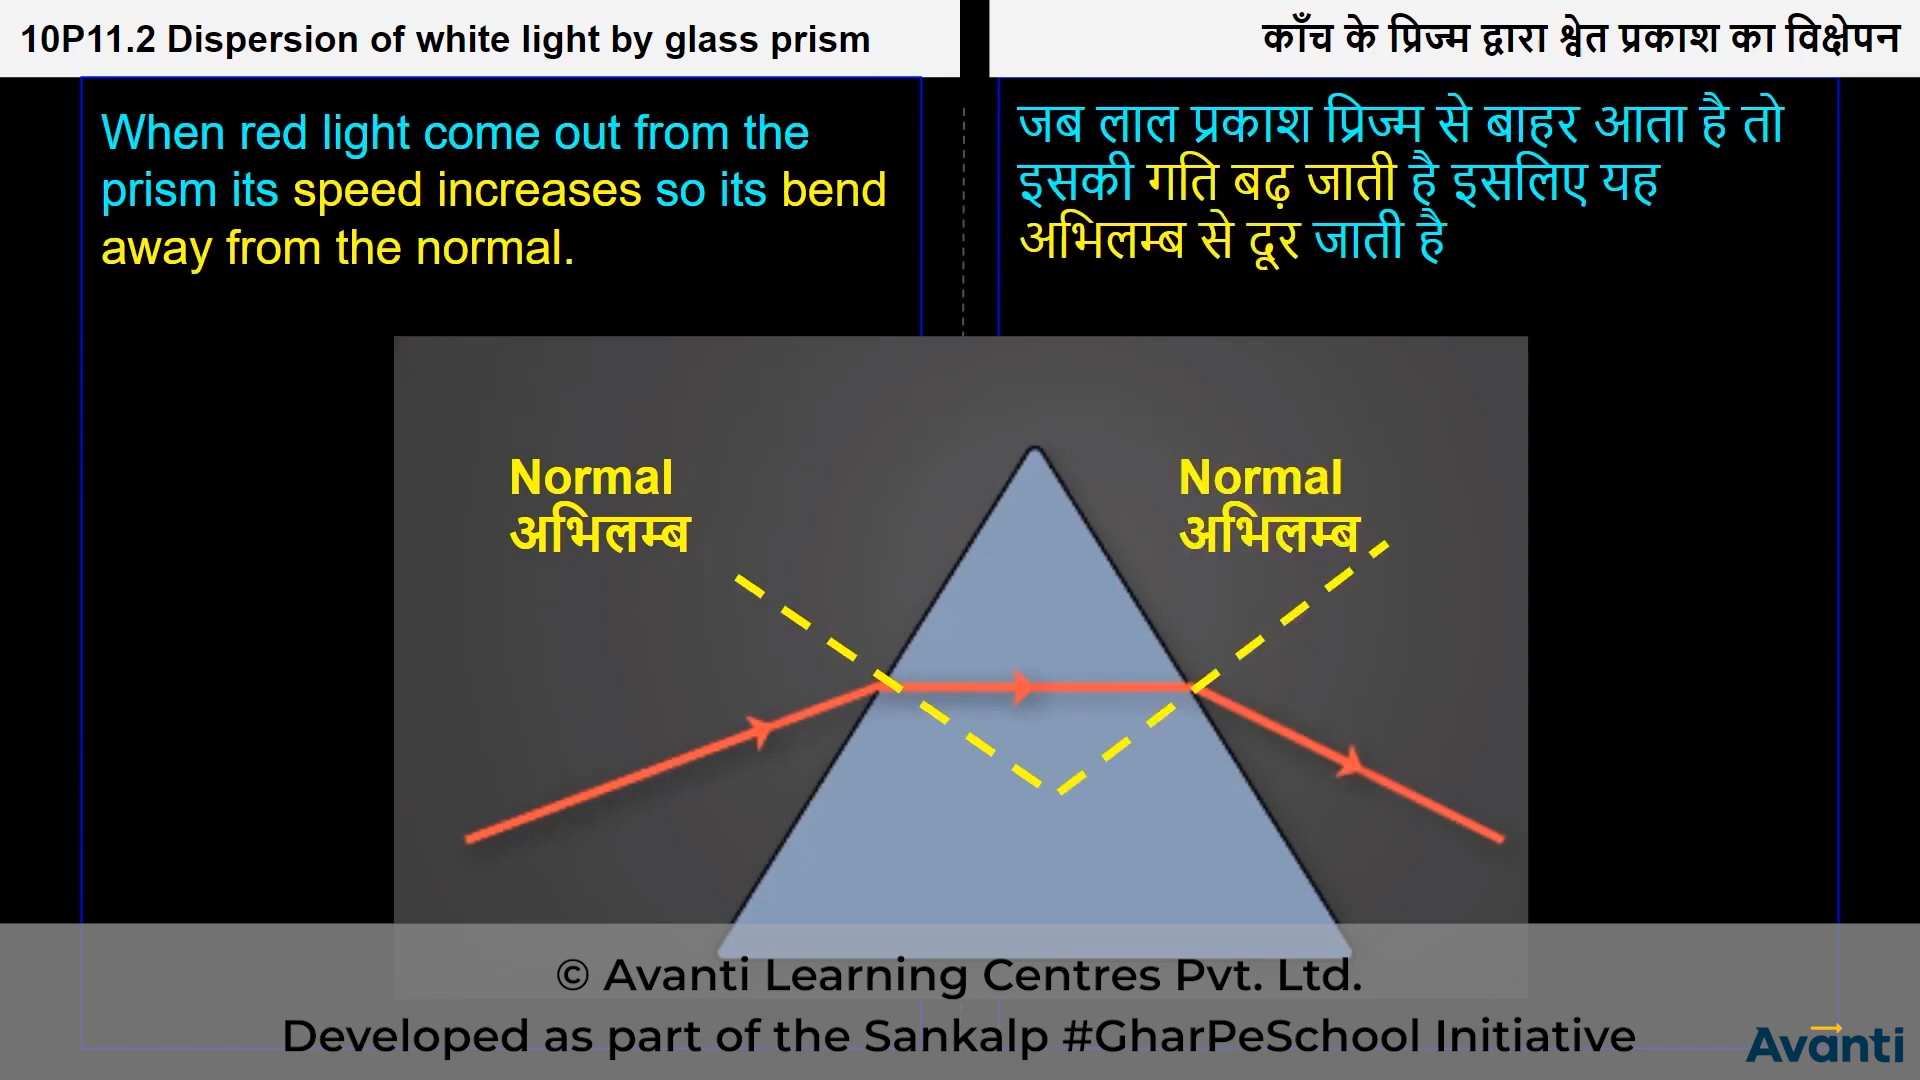 10P11.2 Dispersion of white light by glass prism
काँच के प्रिज्म द्वारा श्वेत प्रकाश का विक्षेपन
When red light come out from the
prism its speed increases so its bend
away from the normal.
जब लाल प्रकाश प्रिज्म से बाहर आता है तो
इसकी गति बढ़ जाती है इसलिए यह
अभिलम्ब से दूर जाती है
Normal
अभिलम्ब
Normal
अभिलम्ब
© Avanti Learning Centres Pvt. Ltd.
Developed as part of the Sankalp #GharPeSchool Initiative
Avanti